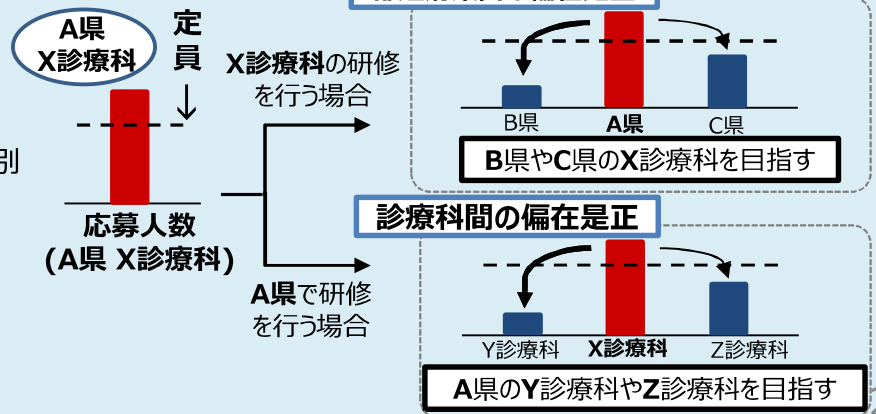 A県
X診療科
定
員
↓
別
応募人数
(A県 X診療科)
X診療科の研修
を行う場合
B県
A県
C県
B県やC県のX診療科を目指す
A県で研修
を行う場合
診療科間の偏在是正
Y診療科
X診療科
Z診療科
A県のY診療科やZ診療科を目指す